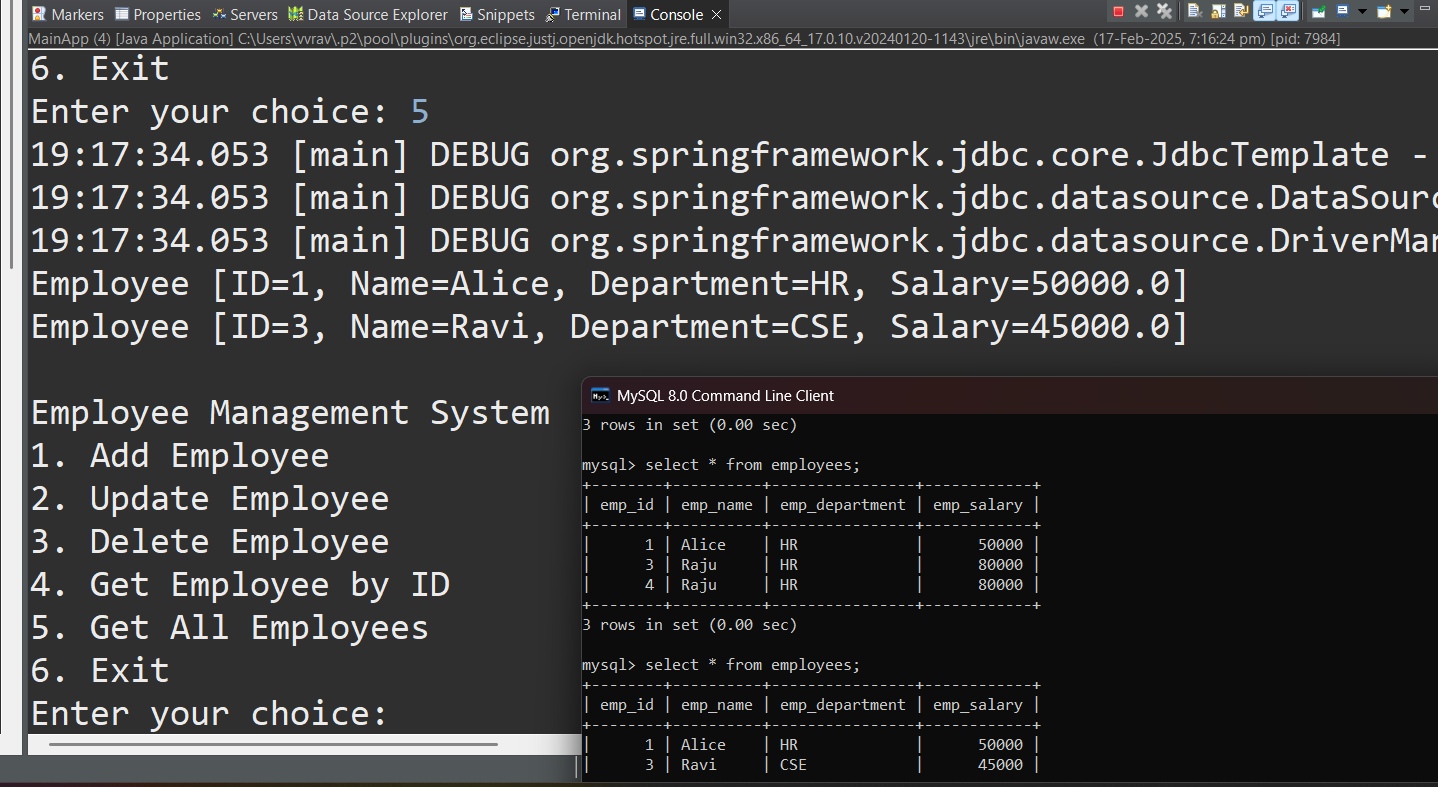 Markers Properties Servers Data Source Explorer Snippets Terminal Console
MainApp (4) [Java Application] C:\Users\vvrav\.p2\pool\plugins\org.eclipse.justj.openjdk.hotspot.jre.full.win32.x86_64_17.0.10.v20240120-1143\jre\bin\javaw.exe (17-Feb-2025, 7:16:24 pm) [pid: 7984]
6. Exit
Enter your choice: 5
19:17:34.053 [main] DEBUG org.springframework.jdbc.core.JdbcTemplate -
19:17:34.053 [main] DEBUG org.springframework.jdbc.datasource.DataSourc
19:17:34.053 [main] DEBUG org.springframework.jdbc.datasource.DriverMan
Employee [ID=1, Name=Alice, Department=HR, Salary=50000.0]
Employee [ID=3, Name=Ravi, Department=CSE, Salary=45000.0]
Employee Management System
1. Add Employee
2. Update Employee
3. Delete Employee
4. Get Employee by ID
5. Get All Employees
6. Exit
Enter your choice:
MySQL 8.0 Command Line Client
3 rows in set (0.00 sec)
mysql> select * from employees;
+--------+----------+----------------+------------+
| emp_id | emp_name | emp_department | emp_salary |
+--------+----------+----------------+------------+
|      1 | Alice    | HR             |      50000 |
|      3 | Raju     | HR             |      80000 |
|      4 | Raju     | HR             |      80000 |
+--------+----------+----------------+------------+
3 rows in set (0.00 sec)
mysql> select * from employees;
+--------+----------+----------------+------------+
| emp_id | emp_name | emp_department | emp_salary |
+--------+----------+----------------+------------+
|      1 | Alice    | HR             |      50000 |
|      3 | Ravi     | CSE            |      45000 |